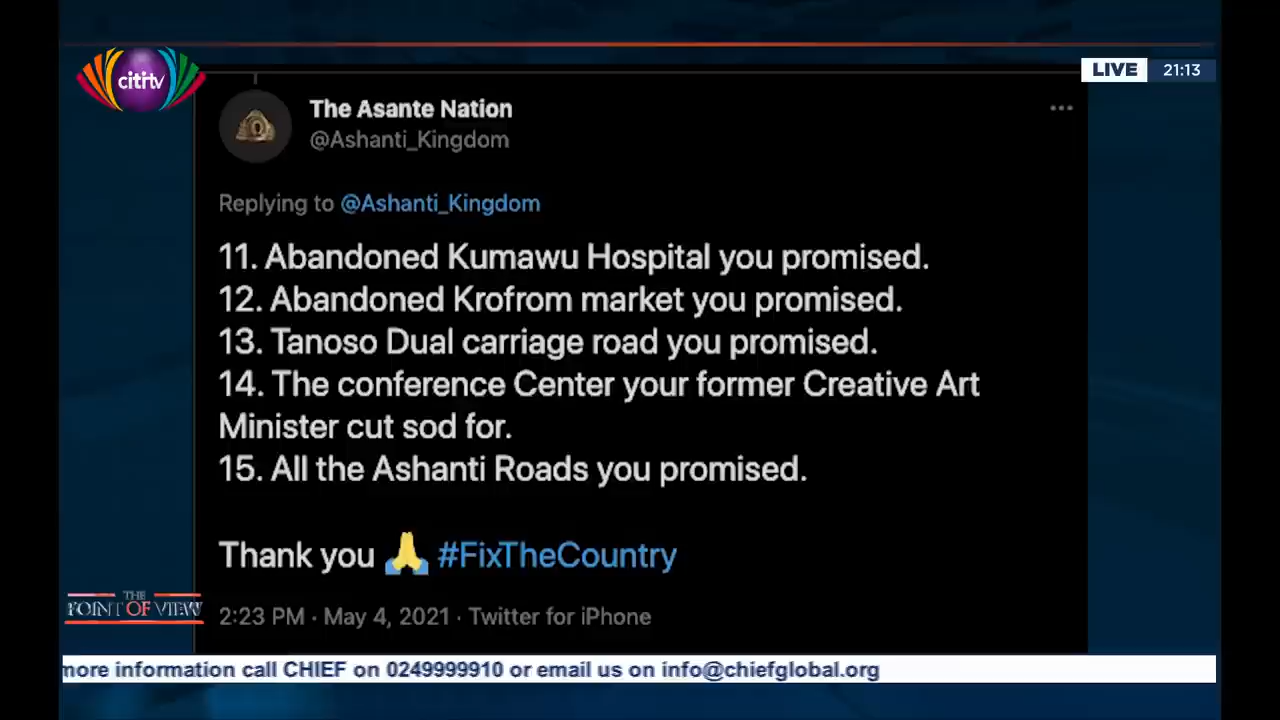 citi tv
LIVE 21:13
The Asante Nation
@Ashanti_Kingdom
Replying to @Ashanti_Kingdom
11. Abandoned Kumawu Hospital you promised.
12. Abandoned Krofrom market you promised.
13. Tanoso Dual carriage road you promised.
14. The conference Center your former Creative Art
Minister cut sod for.
15. All the Ashanti Roads you promised.
Thank you 🙏 #FixTheCountry
THE
POINT OF VIEW
2:23 PM · May 4, 2021 · Twitter for iPhone
more information call CHIEF on 0249999910 or email us on info@chiefglobal.org